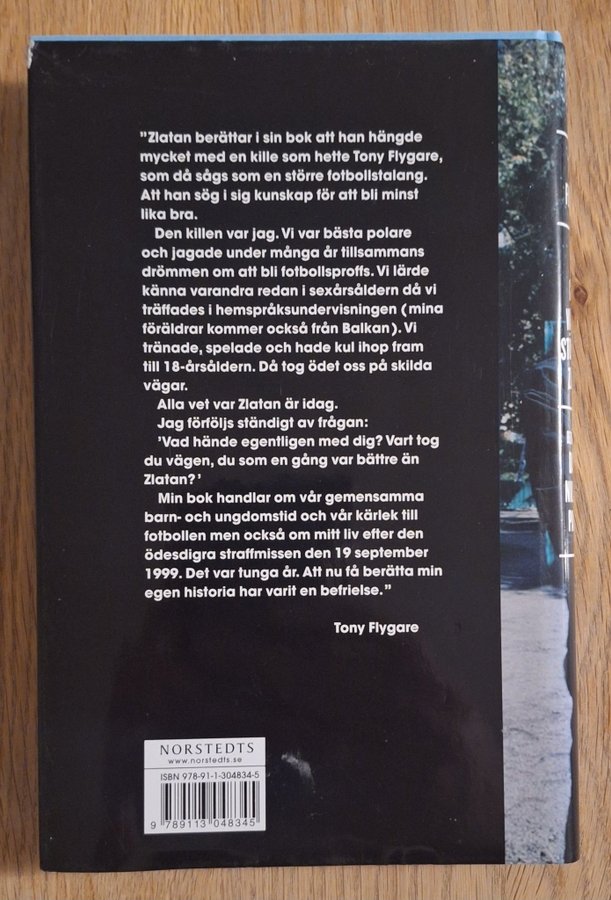 ”Zlatan berättar i sin bok att han hängde
mycket med en kille som hette Tony Flygare,
som då sågs som en större fotbollstalang.
Att han sög i sig kunskap för att bli minst
lika bra.
Den killen var jag. Vi var bästa polare
och jagade under många år tillsammans
drömmen om att bli fotbollsproffs. Vi lärde
känna varandra redan i sexårsåldern då vi
träffades i hemspråksundervisningen (mina
föräldrar kommer också från Balkan). Vi
tränade, spelade och hade kul ihop fram
till 18-årsåldern. Då tog ödet oss på skilda
vägar.
Alla vet var Zlatan är idag.
Jag förföljs ständigt av frågan:
’Vad hände egentligen med dig? Vart tog
du vägen, du som en gång var bättre än
Zlatan?’
Min bok handlar om vår gemensamma
barn- och ungdomstid och vår kärlek till
fotbollen men också om mitt liv efter den
ödesdigra straffmissen den 19 september
1999. Det var tunga år. Att nu få berätta min
egen historia har varit en befrielse.”
Tony Flygare
NORSTEDTS
www.norstedts.se
ISBN 978-91-1-304834-5
9 789113 048345